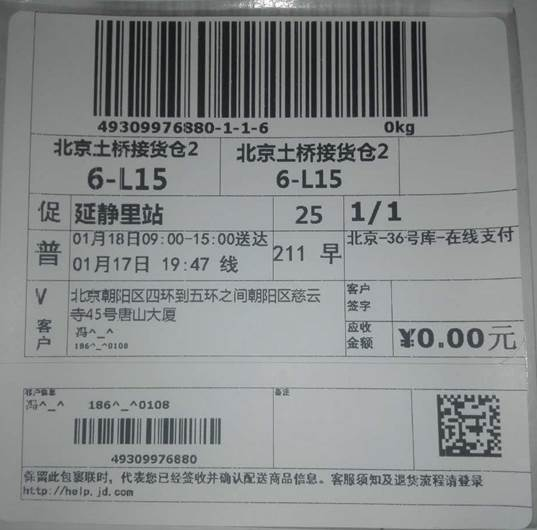 49309976880-1-1-6 0kg
北京土桥接货仓2 北京土桥接货仓2
6-L15 6-L15
促 延静里站 25 1/1
普 01月18日09:00-15:00送达 211 早 北京-36号库-在线支付
01月17日 19:47 线
V 北京朝阳区四环到五环之间朝阳区慈云 客户
寺45号唐山大厦 签字
客户 冯^_^ 应收
186^_^0108 金额 ¥0.00元
客户信息 备注
冯^_^ 186^_^0108
49309976880
保留此包裹联时，代表您已经签收并确认配送商品信息。客服须知及退货流程请登录
http://help.jd.com